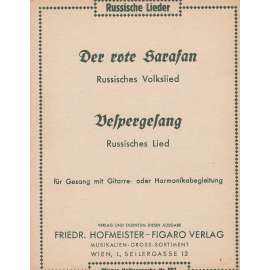 Russische Lieder
Der rote Sarafan
Russisches Volkslied
Vespergesang
Russisches Lied
für Gesang mit Gitarre- oder Harmonikabegleitung
VERLAG UND EIGENTUM DIESER AUSGABE
FRIEDR. HOFMEISTER - FIGARO VERLAG
MUSIKALIEN-GROSS-SORTIMENT
WIEN, I., SEILERGASSE 12